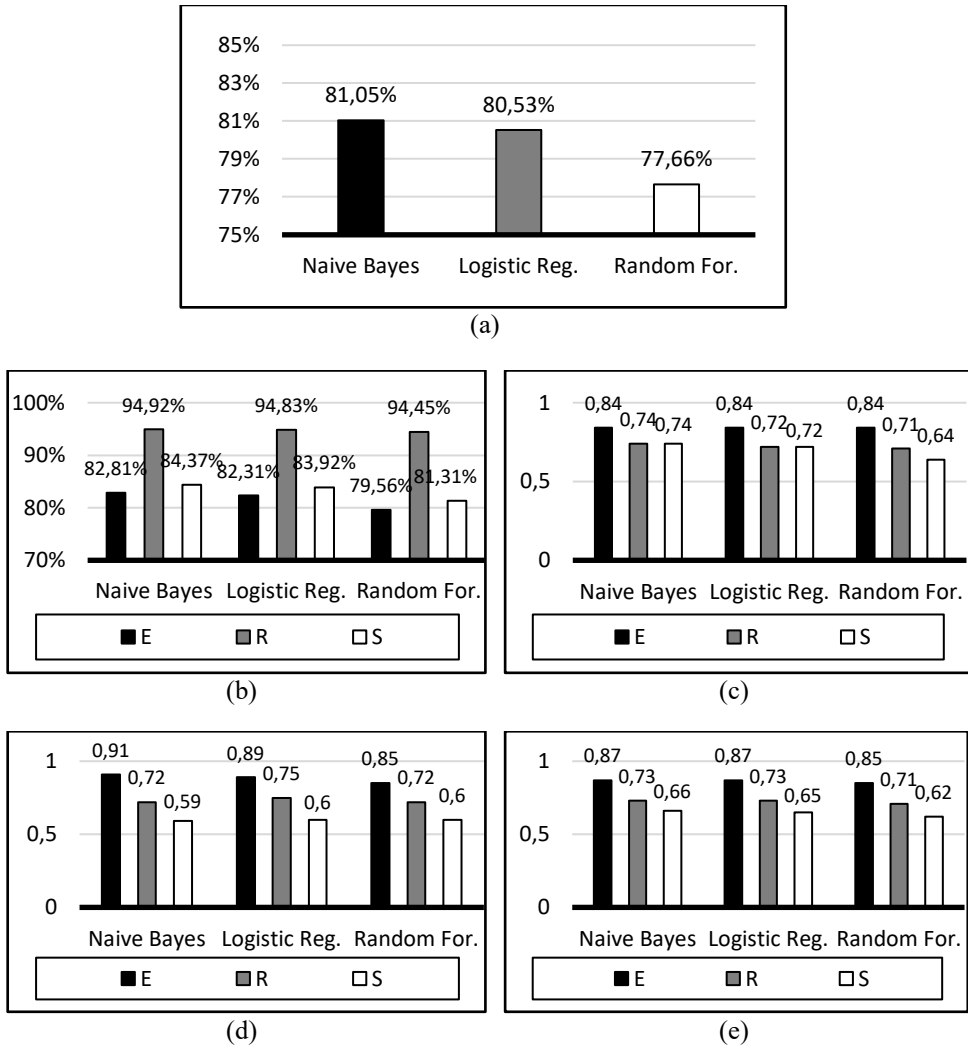 85%
83%
81%
79%
77%
75%
81,05%
80,53%
77,66%
Naive Bayes Logistic Reg. Random For.
(a)
100%
90%
80%
70%
94,92% 94,83% 94,45%
82,81% 84,37% 82,31% 83,92% 79,56% 81,31%
Naive Bayes Logistic Reg. Random For.
E R S
(b)
1
0,5
0
0,84 0,74 0,74 0,84 0,72 0,72 0,84 0,71 0,64
Naive Bayes Logistic Reg. Random For.
E R S
(c)
1
0,5
0
0,91 0,72 0,59 0,89 0,75 0,6 0,85 0,72 0,6
Naive Bayes Logistic Reg. Random For.
E R S
(d)
1
0,5
0
0,87 0,73 0,66 0,87 0,73 0,65 0,85 0,71 0,62
Naive Bayes Logistic Reg. Random For.
E R S
(e)